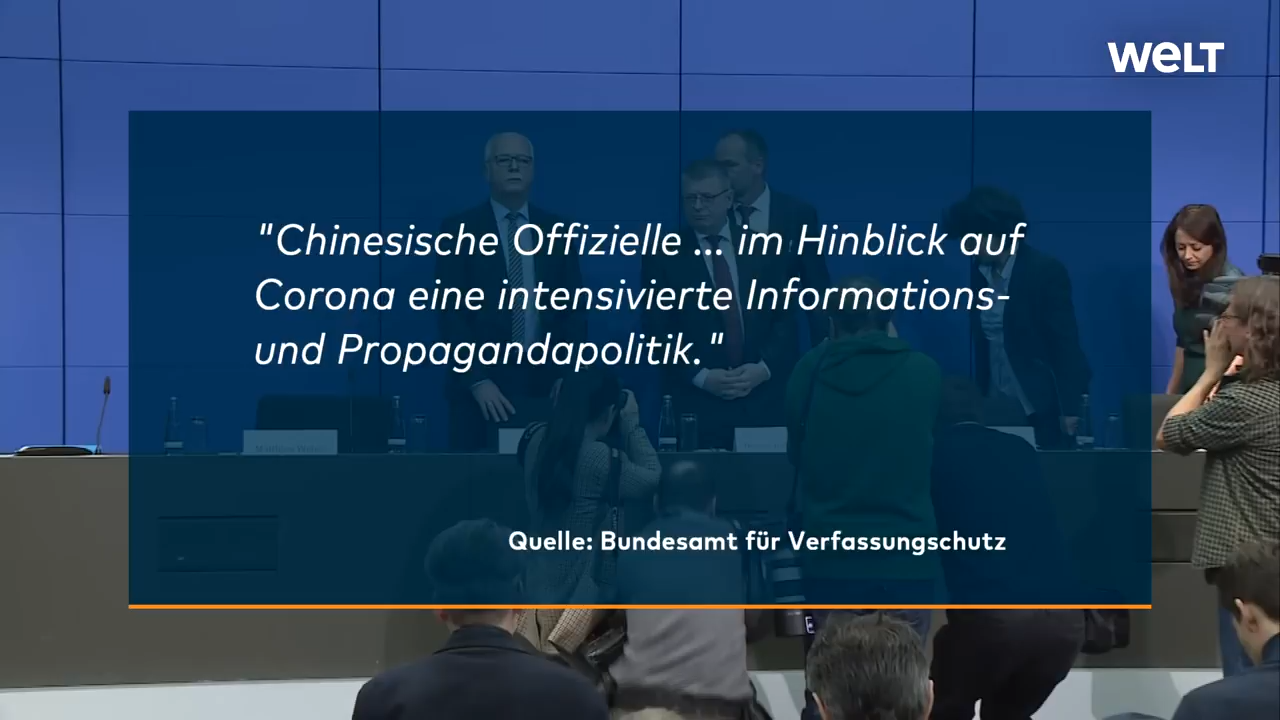 WELT
"Chinesische Offizielle ... im Hinblick auf
Corona eine intensivierte Informations-
und Propagandapolitik."
Quelle: Bundesamt für Verfassungschutz